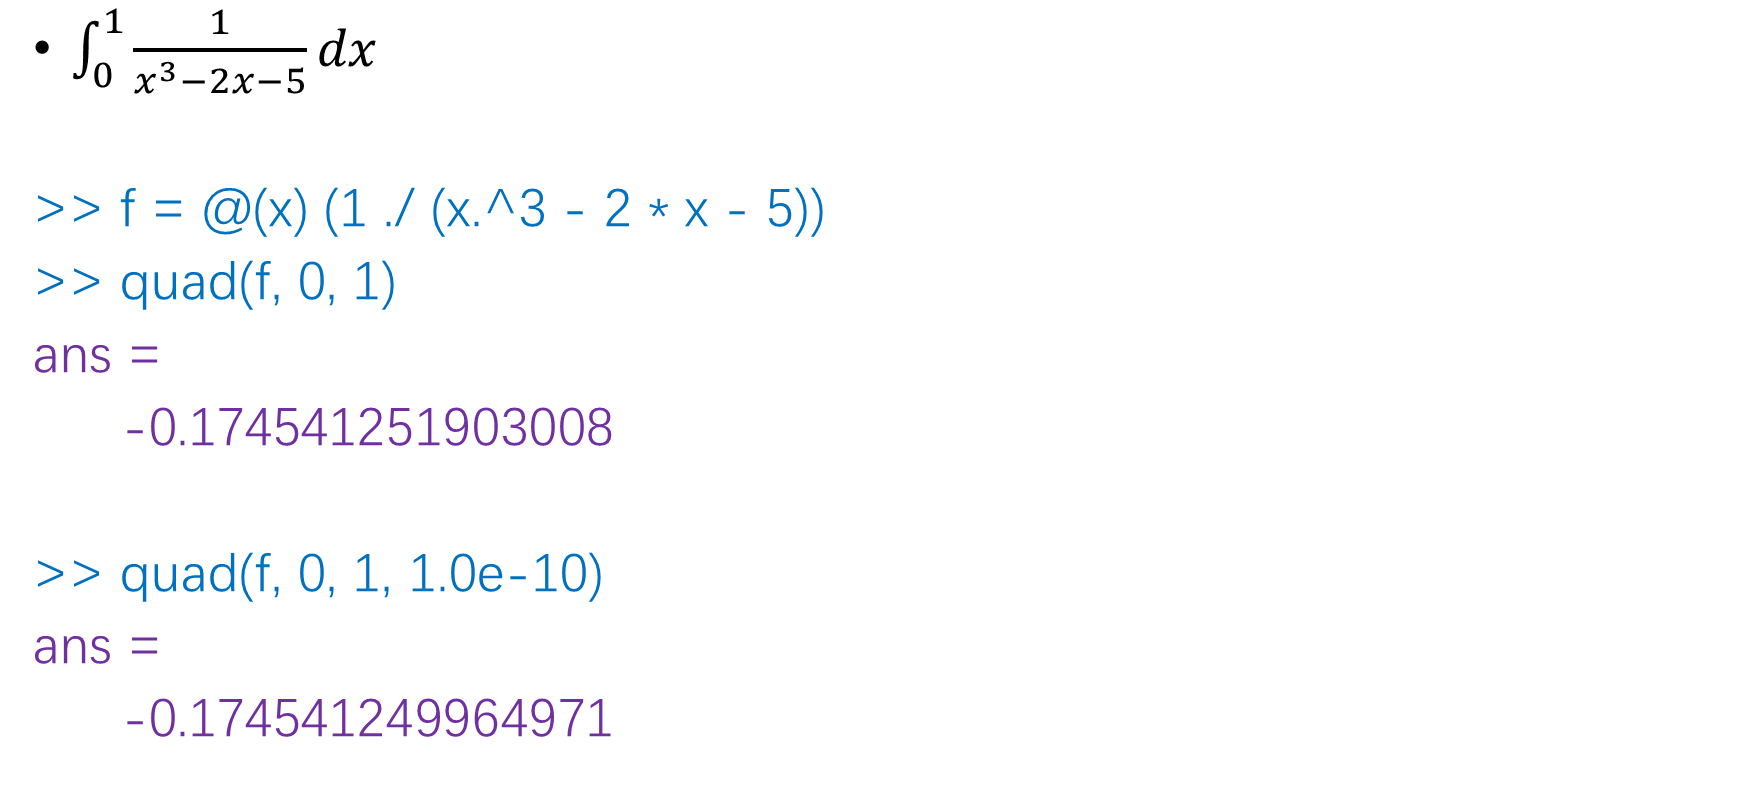 • ∫₀¹ 1/(x³−2x−5) dx
>> f = @(x) (1 ./ (x.^3 - 2 * x - 5))
>> quad(f, 0, 1)
ans =
-0.174541251903008
>> quad(f, 0, 1, 1.0e-10)
ans =
-0.174541249964971